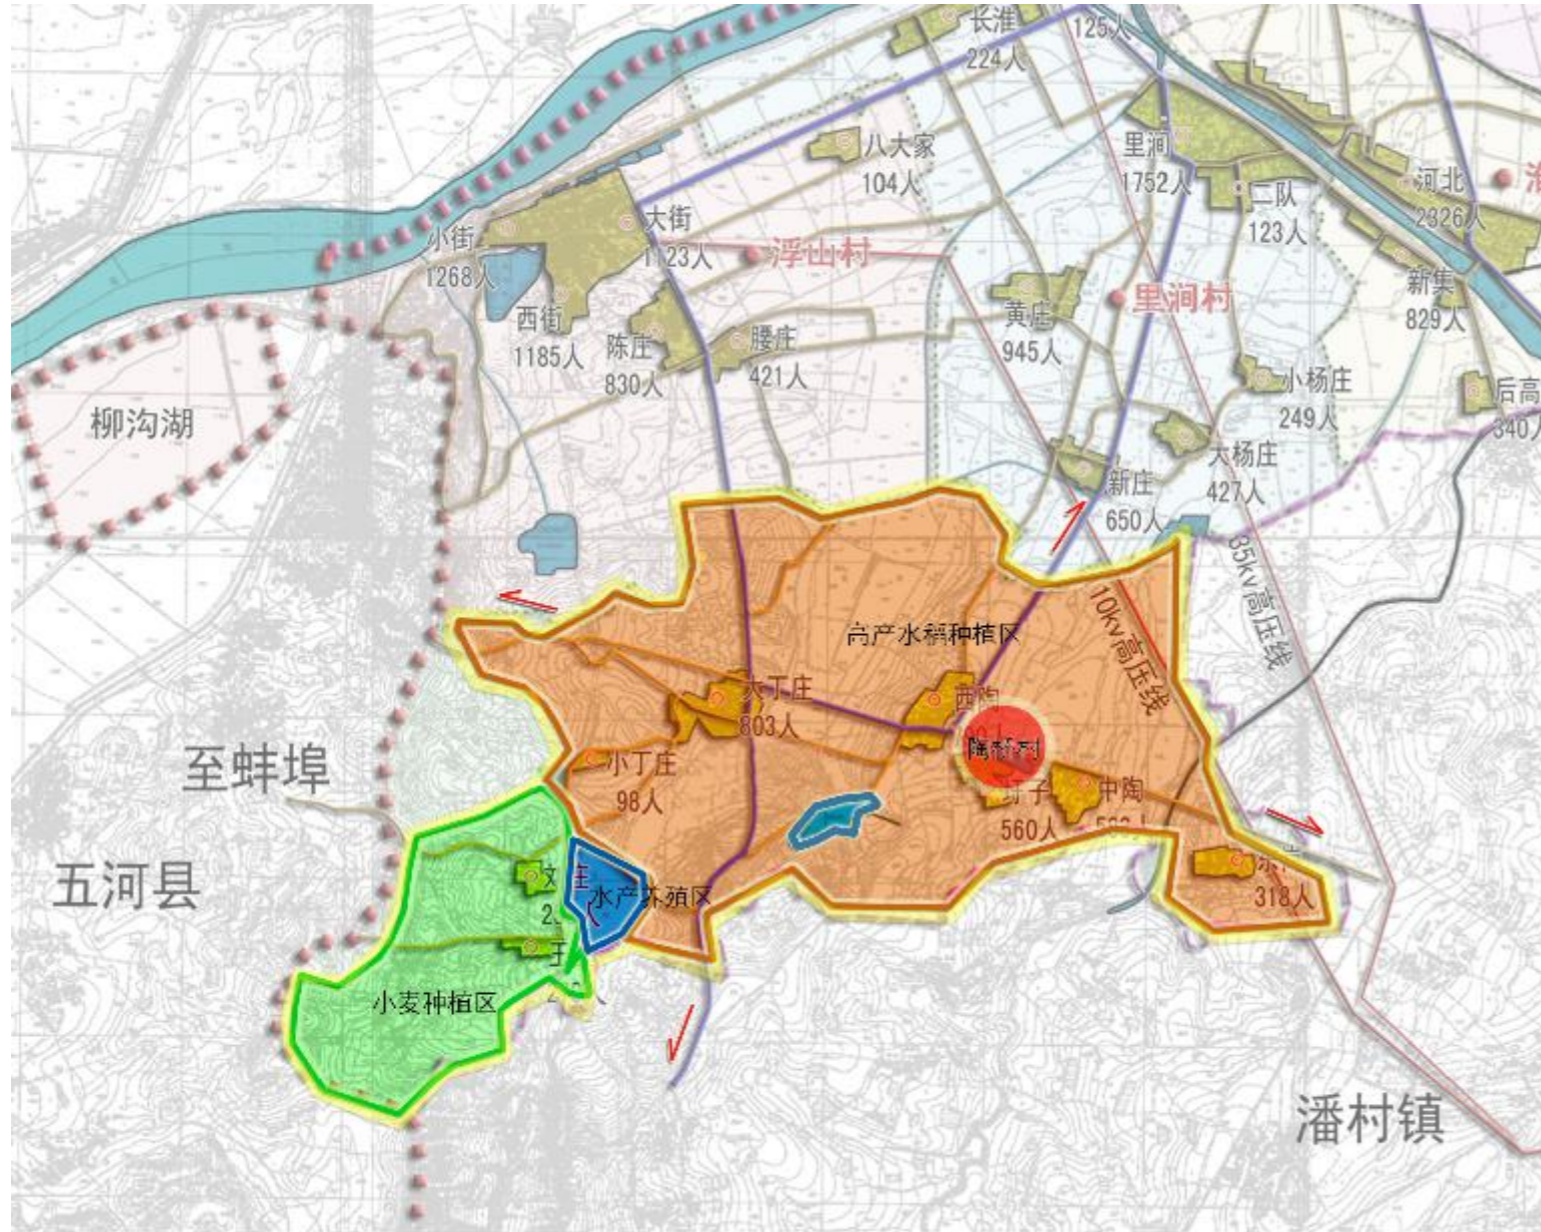 长淮
224人
125人
八大家
104人
里涧
1752人
二队
123人
河北
2326人
大街
1123人
小街
1268人
浮山村
西街
1185人
陈庄
830人
腰庄
421人
黄庄
945人
里涧村
新集
829人
小杨庄
249人
后高
340人
柳沟湖
大杨庄
427人
新庄
650人
35kv高压线
10kv高压线
高产水稻种植区
大丁庄
803人
西陶
小丁庄
98人
至蚌埠
560人
中陶
五河县
318人
水产养殖区
小麦种植区
潘村镇